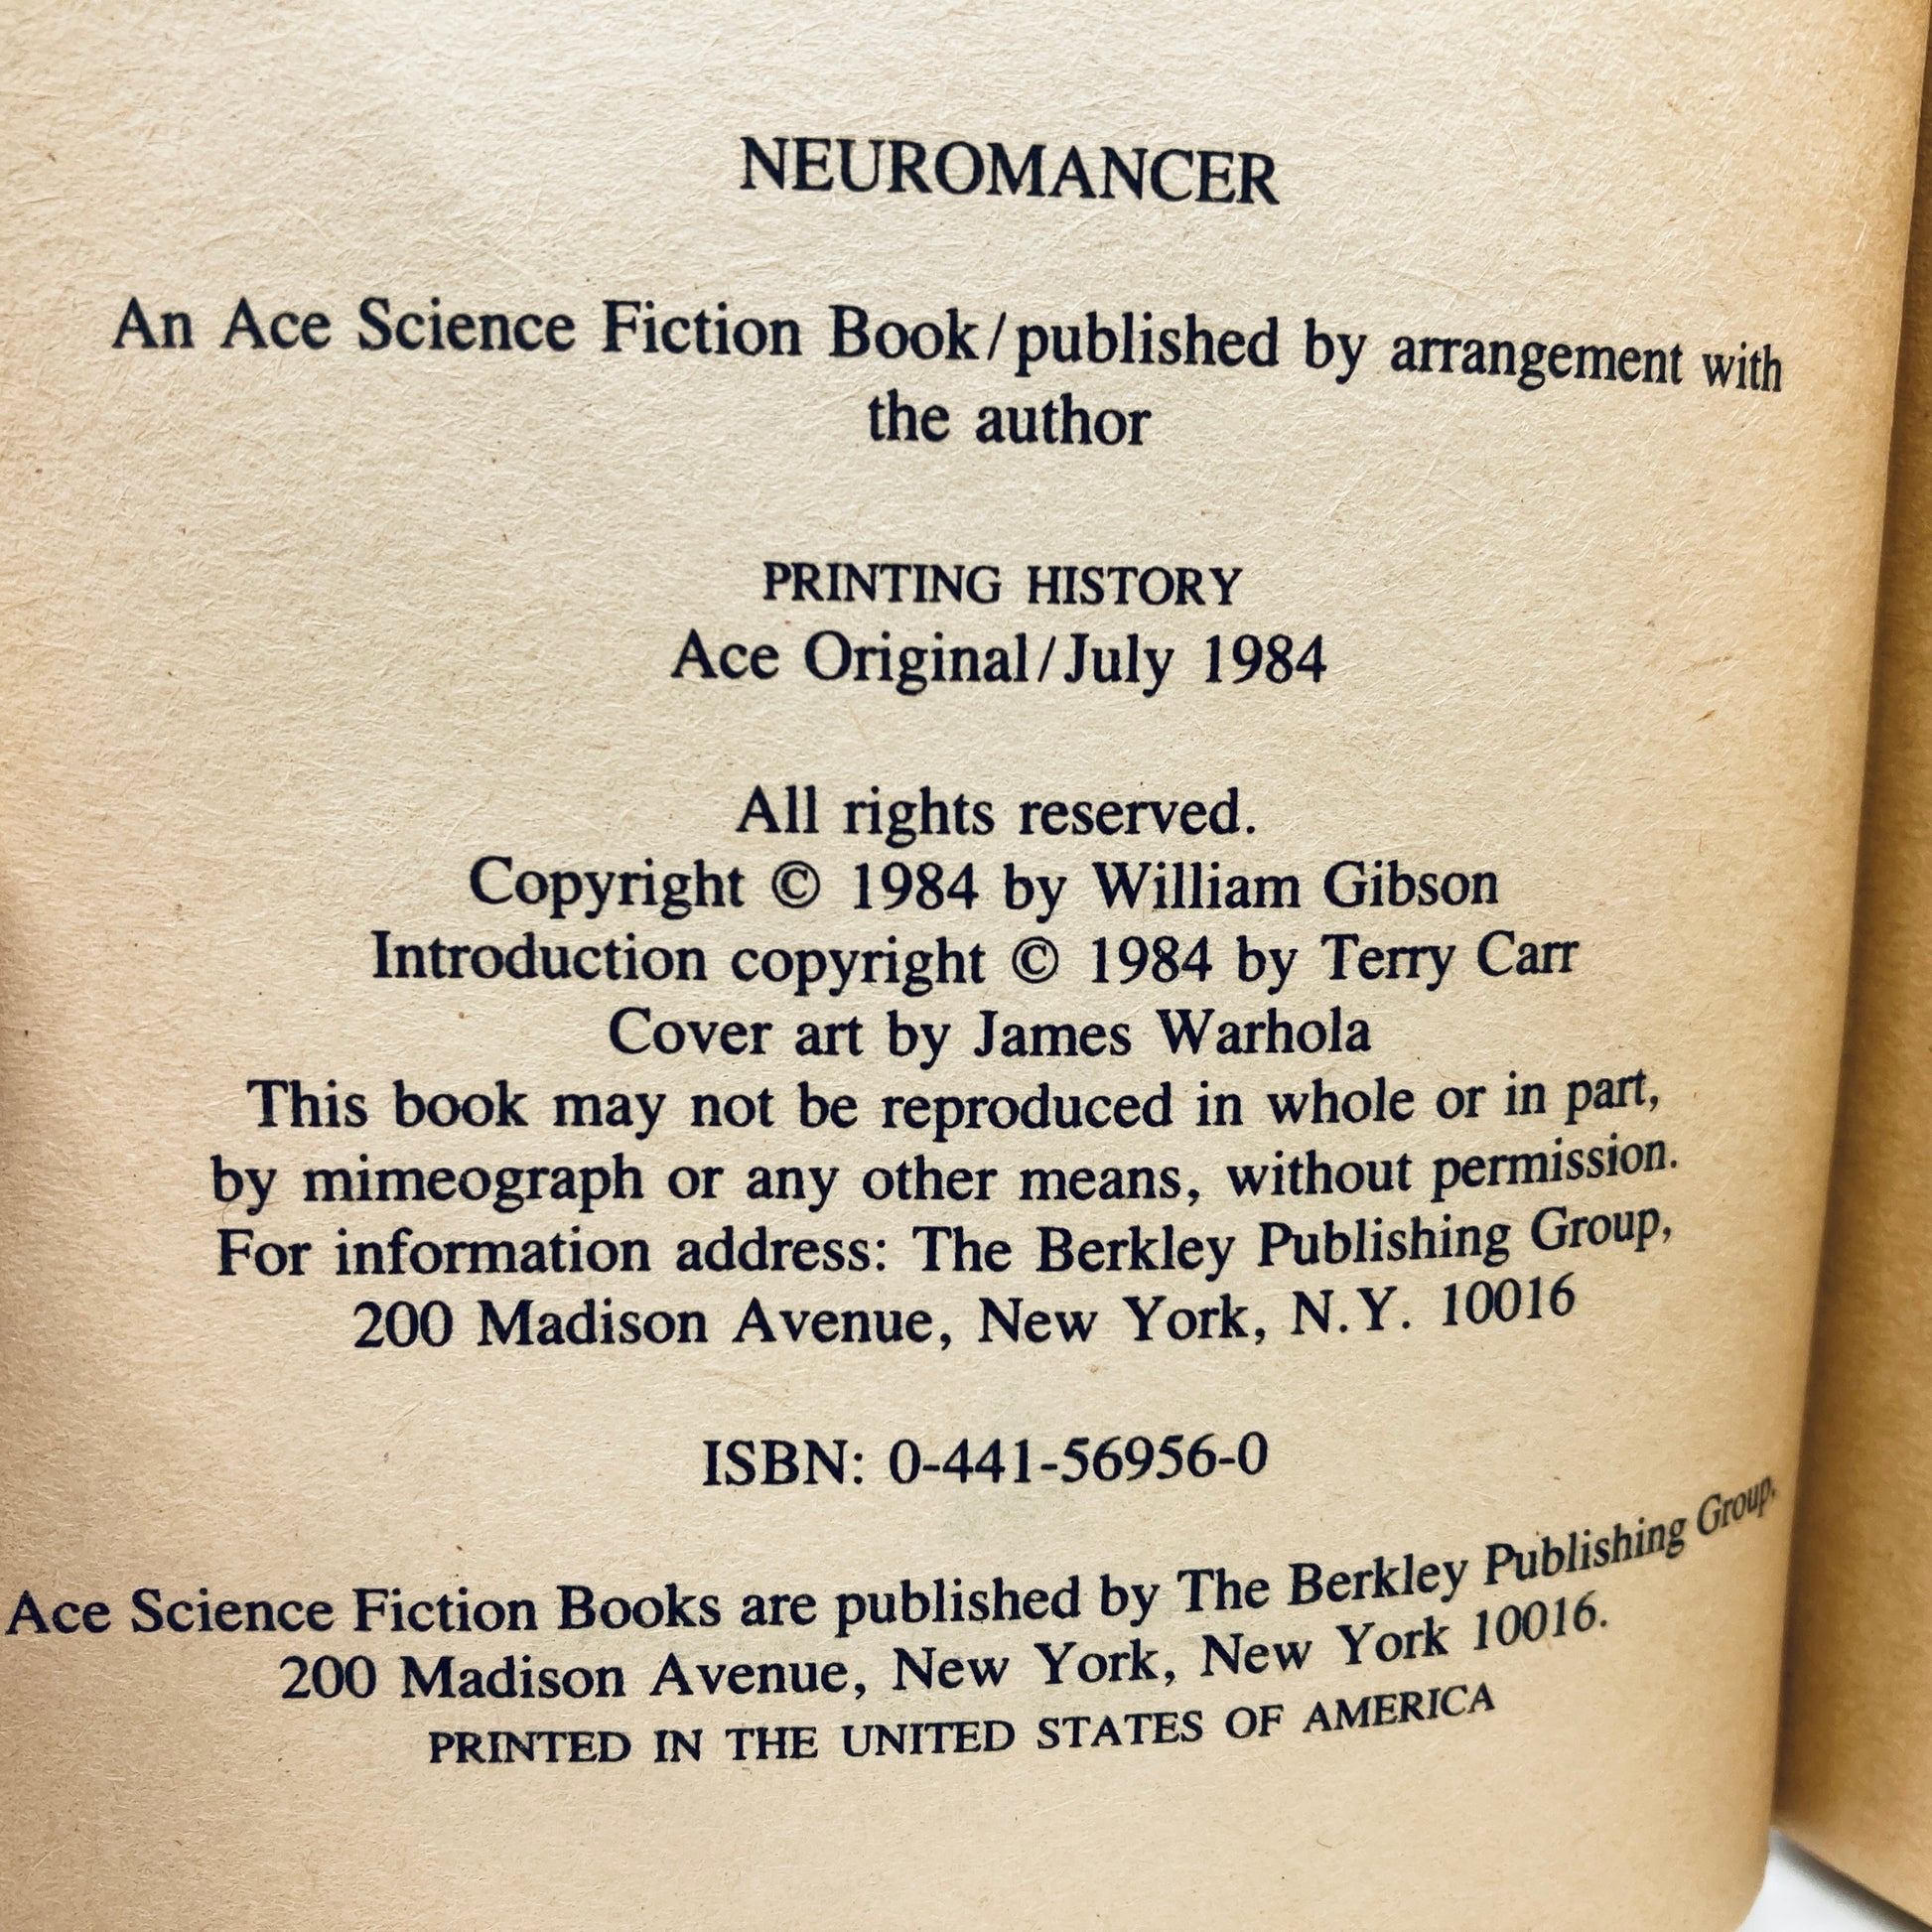 NEUROMANCER
An Ace Science Fiction Book/published by arrangement with
the author
PRINTING HISTORY
Ace Original/July 1984
All rights reserved.
Copyright © 1984 by William Gibson
Introduction copyright © 1984 by Terry Carr
Cover art by James Warhola
This book may not be reproduced in whole or in part,
by mimeograph or any other means, without permission.
For information address: The Berkley Publishing Group,
200 Madison Avenue, New York, N.Y. 10016
ISBN: 0-441-56956-0
Ace Science Fiction Books are published by The Berkley Publishing Group,
200 Madison Avenue, New York, New York 10016.
PRINTED IN THE UNITED STATES OF AMERICA